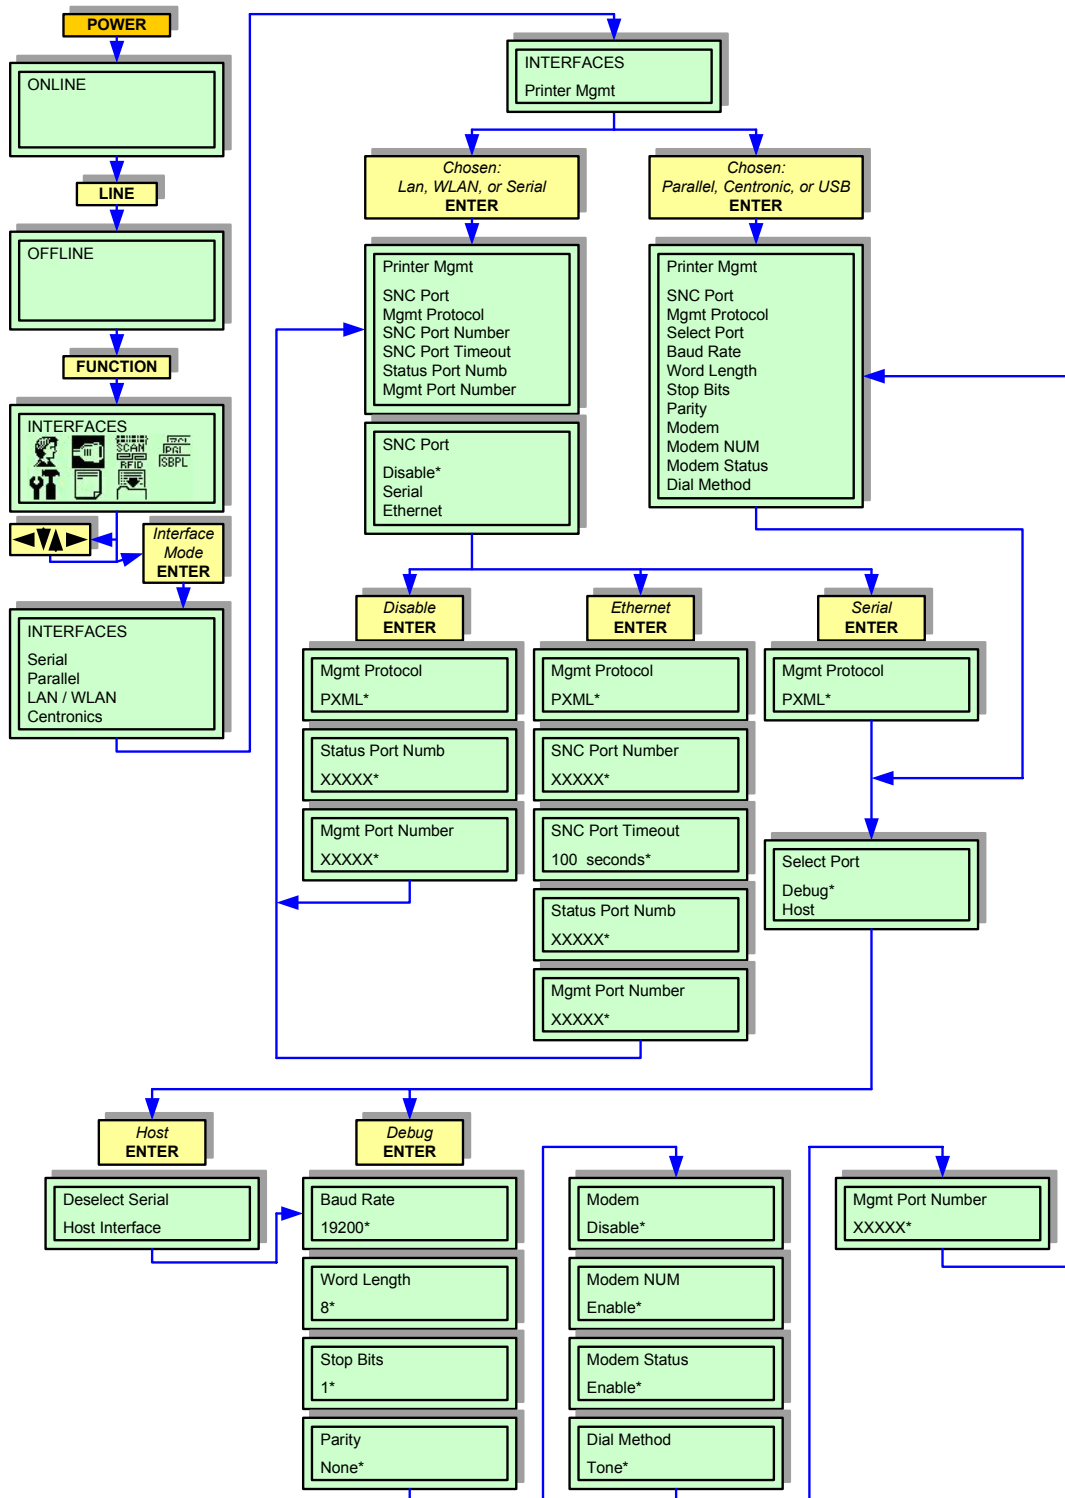 POWER
ONLINE
LINE
OFFLINE
FUNCTION
INTERFACES
SCAN
RFID
PGL
SBPL
Interface
Mode
ENTER
INTERFACES
Serial
Parallel
LAN / WLAN
Centronics
INTERFACES
Printer Mgmt
Chosen:
Lan, WLAN, or Serial
ENTER
Chosen:
Parallel, Centronic, or USB
ENTER
Printer Mgmt
SNC Port
Mgmt Protocol
SNC Port Number
SNC Port Timeout
Status Port Numb
Mgmt Port Number
Printer Mgmt
SNC Port
Mgmt Protocol
Select Port
Baud Rate
Word Length
Stop Bits
Parity
Modem
Modem NUM
Modem Status
Dial Method
SNC Port
Disable*
Serial
Ethernet
Disable
ENTER
Mgmt Protocol
PXML*
Status Port Numb
XXXXX*
Mgmt Port Number
XXXXX*
Ethernet
ENTER
Mgmt Protocol
PXML*
SNC Port Number
XXXXX*
SNC Port Timeout
100 seconds*
Status Port Numb
XXXXX*
Mgmt Port Number
XXXXX*
Serial
ENTER
Mgmt Protocol
PXML*
Select Port
Debug*
Host
Host
ENTER
Deselect Serial
Host Interface
Debug
ENTER
Baud Rate
19200*
Word Length
8*
Stop Bits
1*
Parity
None*
Modem
Disable*
Modem NUM
Enable*
Modem Status
Enable*
Dial Method
Tone*
Mgmt Port Number
XXXXX*